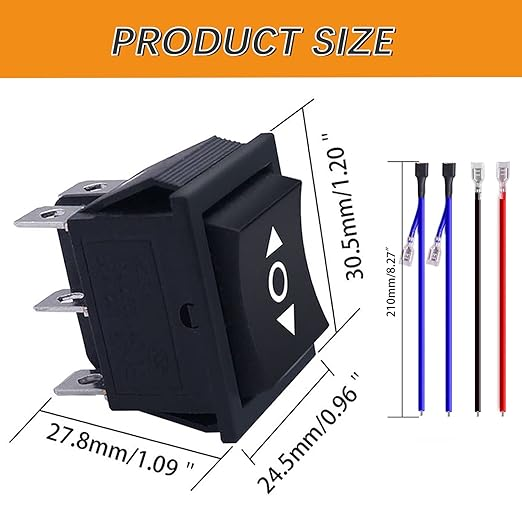 PRODUCT SIZE
30.5mm/1.20 "
210mm/8.27"
27.8mm/1.09 "
24.5mm/0.96 "